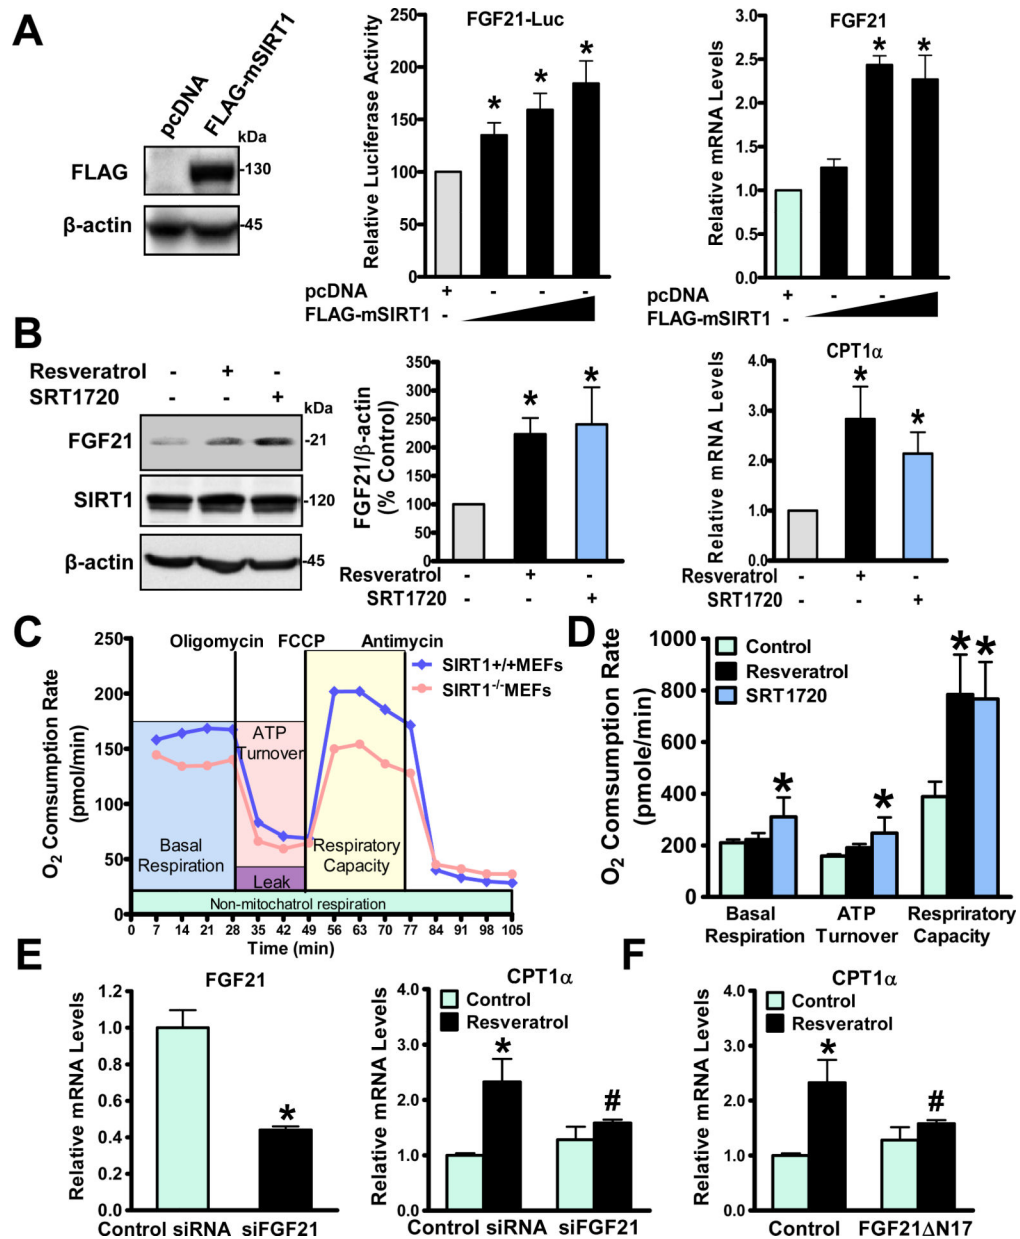 A
pcDNA
FLAG-mSIRT1
kDa
FLAG
-130
β-actin
-45
FGF21-Luc
Relative Luciferase Activity
250
200
150
100
50
0
*
*
*
pcDNA + - - -
FLAG-mSIRT1 -
FGF21
Relative mRNA Levels
3.0
2.5
2.0
1.5
1.0
0.5
0.0
* *
pcDNA + - - -
FLAG-mSIRT1 -
B
Resveratrol - + -
SRT1720 - - +
kDa
FGF21
-21
SIRT1
-120
β-actin
-45
FGF21/β-actin
(% Control)
350
300
250
200
150
100
50
0
* *
Resveratrol - + -
SRT1720 - - +
CPT1α
Relative mRNA Levels
4.0
3.0
2.0
1.0
0.0
*
*
Resveratrol - + -
SRT1720 - - +
C
O2 Comsumption Rate
(pmol/min)
250
200
150
100
50
0
Oligomycin FCCP Antimycin
SIRT1+/+MEFs
SIRT1-/-MEFs
ATP
Turnover
Basal
Respiration
Respiratory
Capacity
Leak
Non-mitochatrol respiration
0 7 14 21 28 35 42 49 56 63 70 77 84 91 98 105
Time (min)
D
O2 Comsumption Rate
(pmole/min)
1000
800
600
400
200
0
Control
Resveratrol
SRT1720
* * * *
Basal
Respiration
ATP
Turnover
Respriratory
Capacity
E
FGF21
Relative mRNA Levels
1.2
1.0
0.8
0.6
0.4
0.2
0.0
*
Control siRNA siFGF21
CPT1α
Relative mRNA Levels
4.0
3.0
2.0
1.0
0.0
Control
Resveratrol
*
#
Control siRNA siFGF21
F
CPT1α
Relative mRNA Levels
4.0
3.0
2.0
1.0
0.0
Control
Resveratrol
*
#
Control FGF21ΔN17